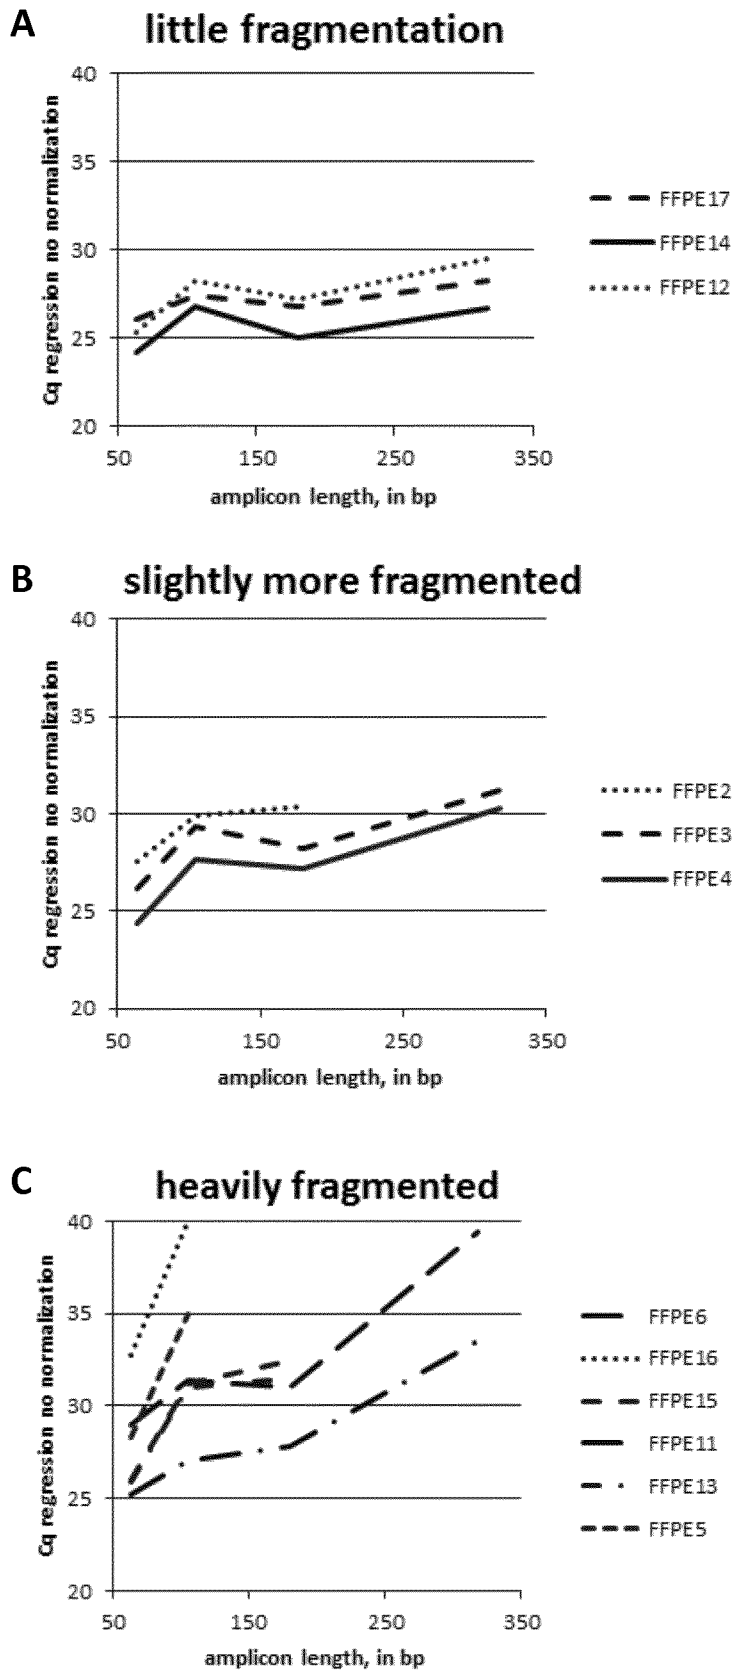 A
little fragmentation
Cq regression no normalization
40
35
30
25
20
50 150 250 350
amplicon length, in bp
FFPE17
FFPE14
FFPE12
B
slightly more fragmented
Cq regression no normalization
40
35
30
25
20
50 150 250 350
amplicon length, in bp
FFPE2
FFPE3
FFPE4
C
heavily fragmented
Cq regression no normalization
40
35
30
25
20
50 150 250 350
amplicon length, in bp
FFPE6
FFPE16
FFPE15
FFPE11
FFPE13
FFPE5